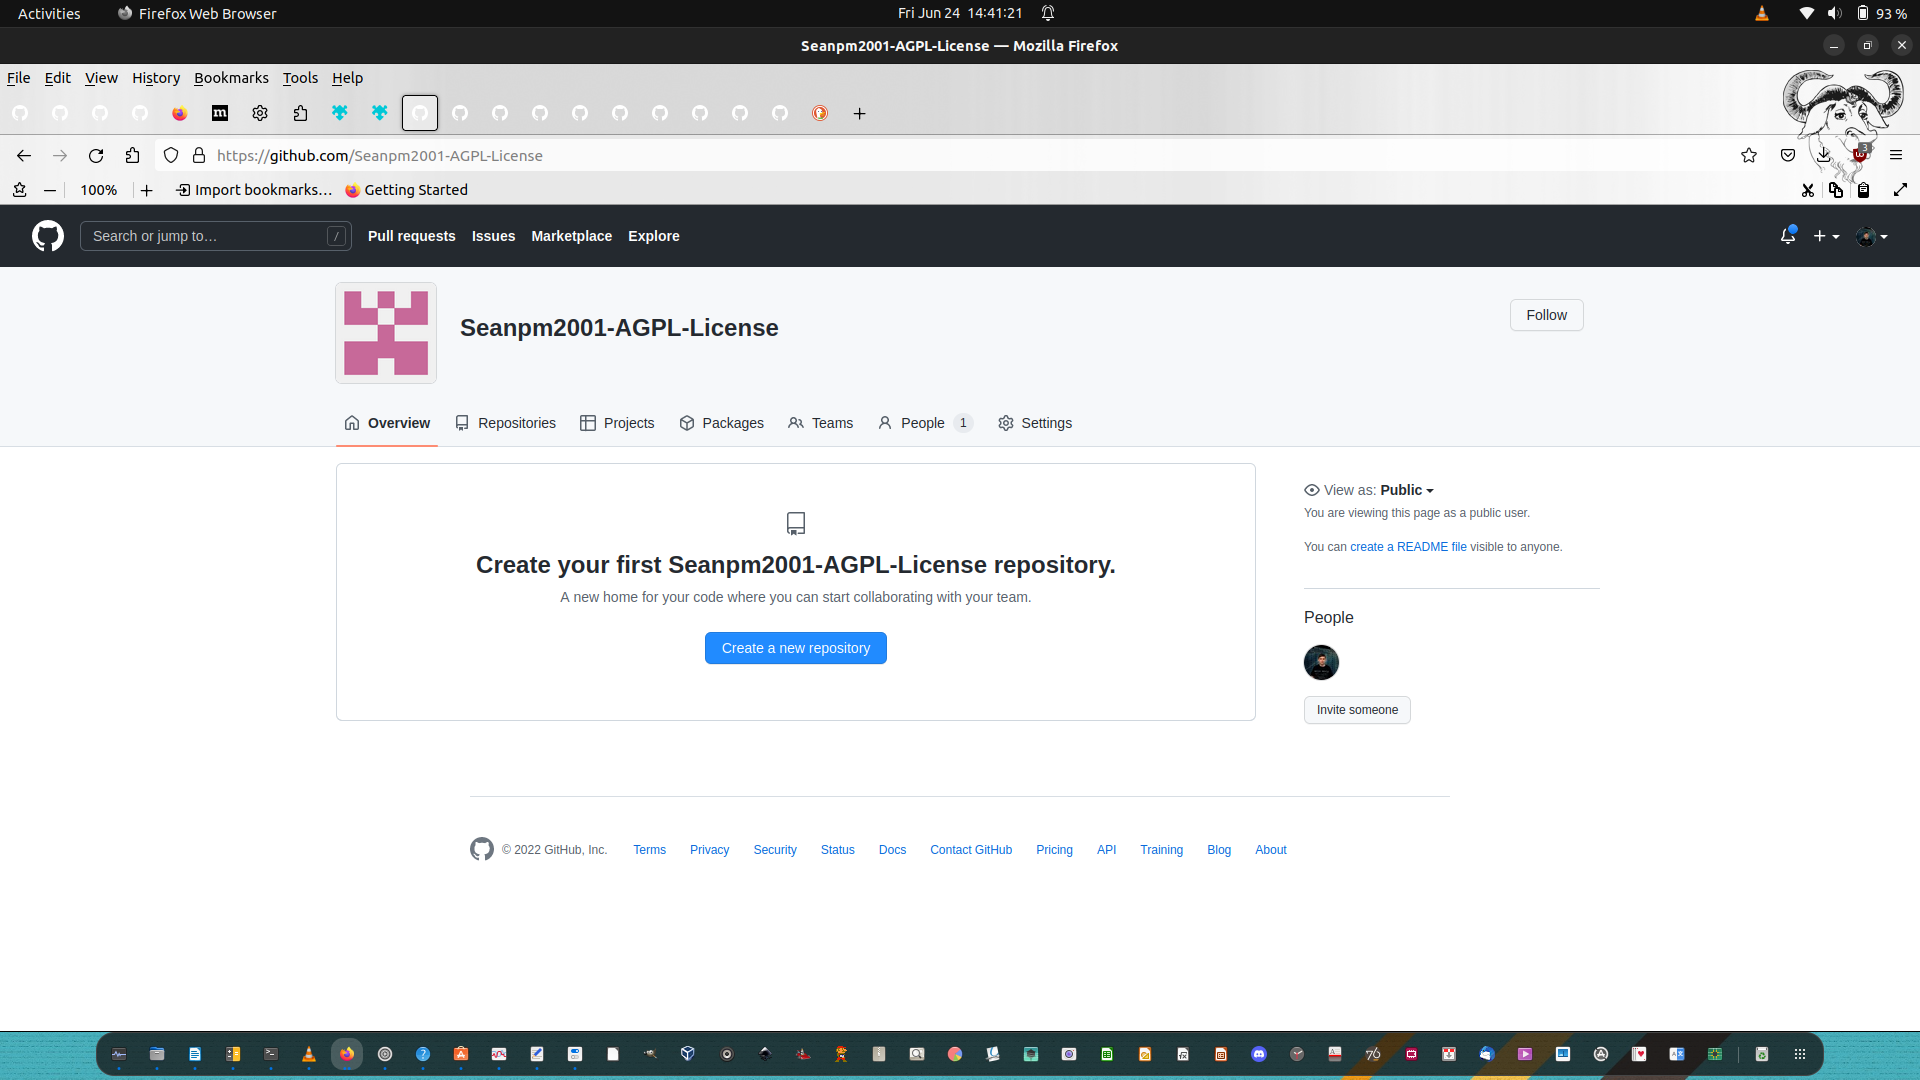 Activities
Firefox Web Browser
Fri Jun 24 14:41:21
93 %
Seanpm2001-AGPL-License — Mozilla Firefox
File Edit View History Bookmarks Tools Help
m
https://github.com/Seanpm2001-AGPL-License
3
100%
Import bookmarks…
Getting Started
Search or jump to…
/
Pull requests
Issues
Marketplace
Explore
Seanpm2001-AGPL-License
Follow
Overview
Repositories
Projects
Packages
Teams
People 1
Settings
Create your first Seanpm2001-AGPL-License repository.
A new home for your code where you can start collaborating with your team.
Create a new repository
View as: Public
You are viewing this page as a public user.
You can create a README file visible to anyone.
People
Invite someone
© 2022 GitHub, Inc.
Terms
Privacy
Security
Status
Docs
Contact GitHub
Pricing
API
Training
Blog
About
76